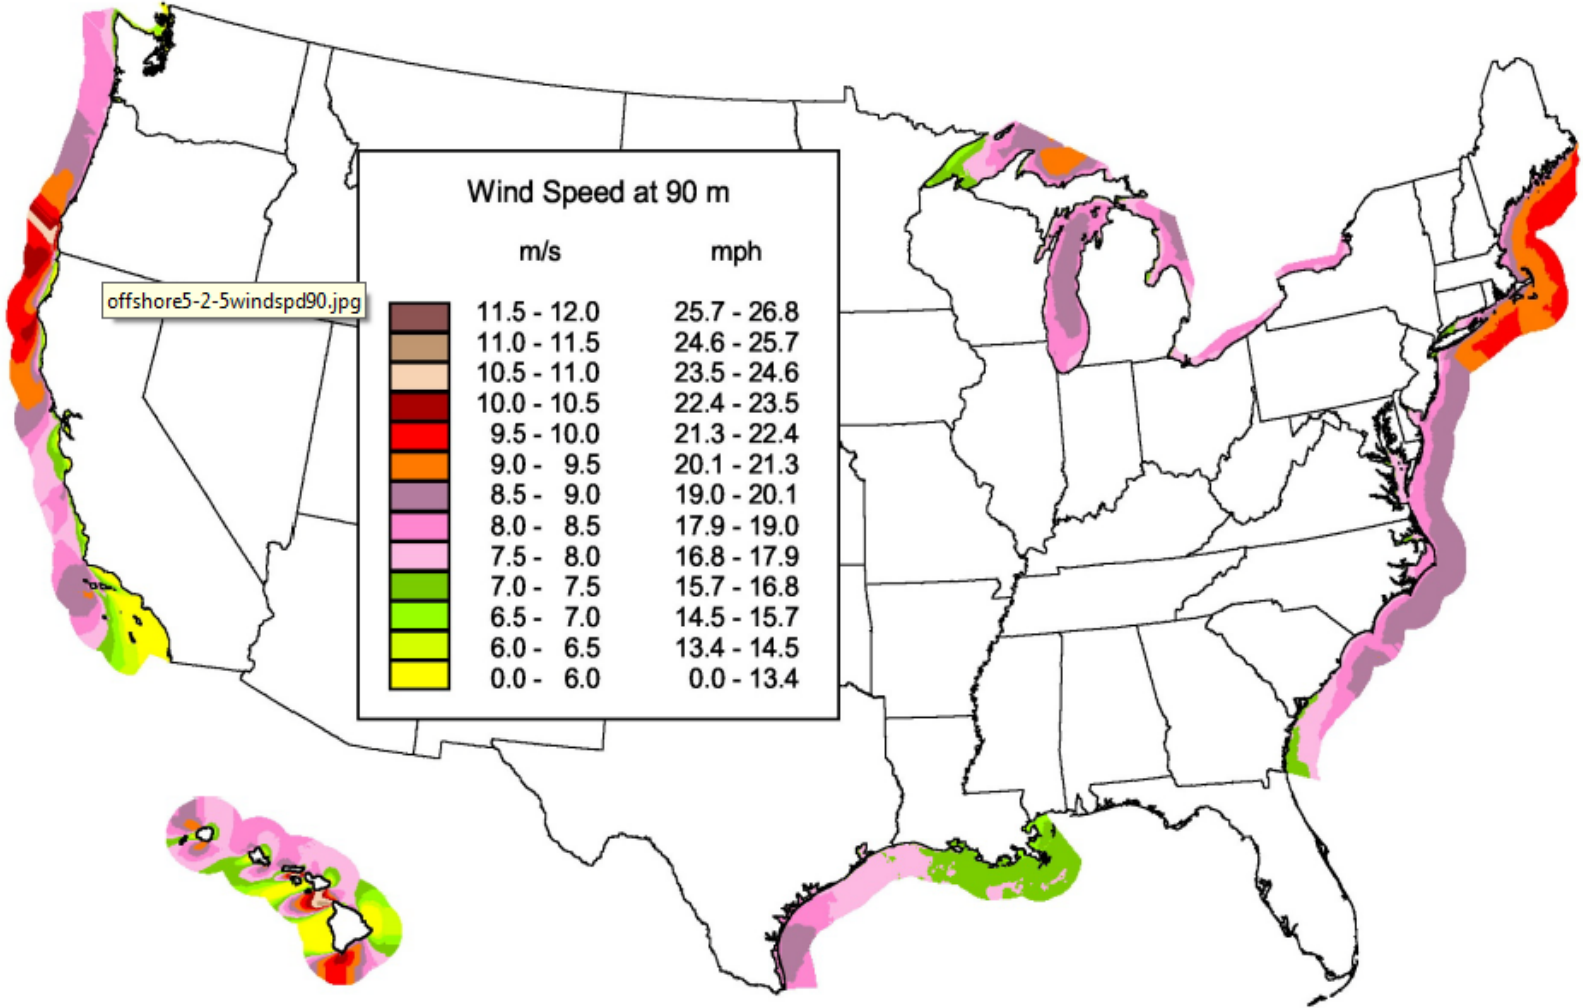 Wind Speed at 90 m
m/s mph
offshore5-2-5windspd90.jpg
11.5 - 12.0 25.7 - 26.8
11.0 - 11.5 24.6 - 25.7
10.5 - 11.0 23.5 - 24.6
10.0 - 10.5 22.4 - 23.5
9.5 - 10.0 21.3 - 22.4
9.0 - 9.5 20.1 - 21.3
8.5 - 9.0 19.0 - 20.1
8.0 - 8.5 17.9 - 19.0
7.5 - 8.0 16.8 - 17.9
7.0 - 7.5 15.7 - 16.8
6.5 - 7.0 14.5 - 15.7
6.0 - 6.5 13.4 - 14.5
0.0 - 6.0 0.0 - 13.4